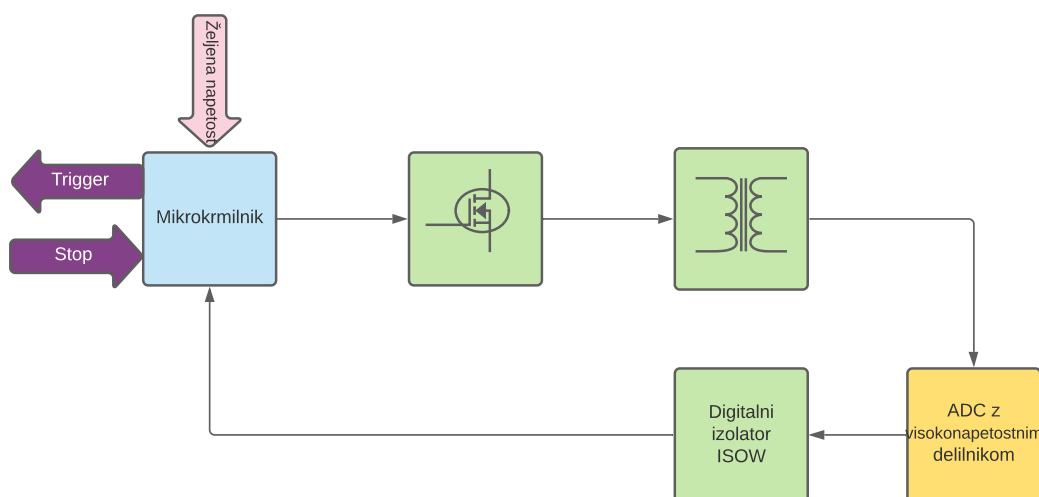 Željena napetost
Trigger
Mikrokrmilnik
Stop
Digitalni
izolator
ISOW
ADC z
visokonapetostnim
delilnikom